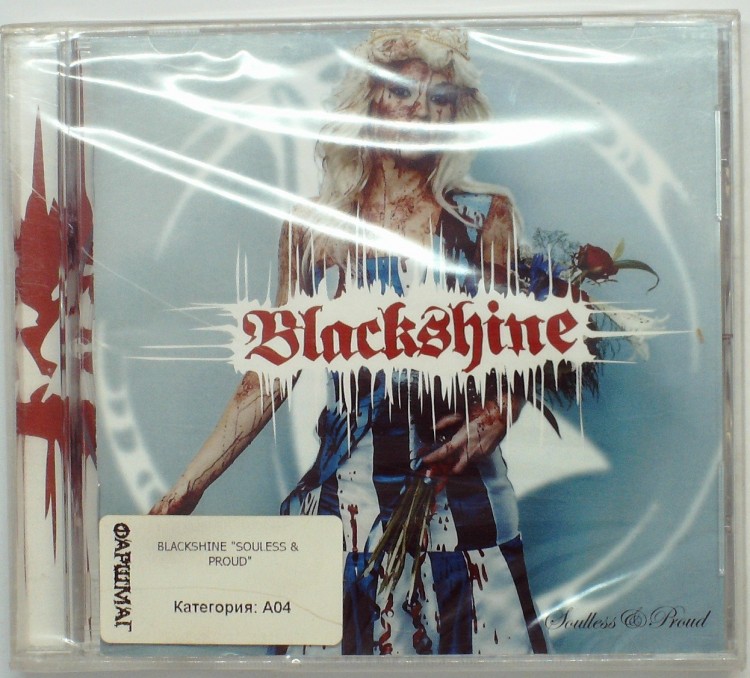 Blackshine
Soulless & Proud
ФАРШМАГ
BLACKSHINE "SOULESS &
PROUD"
Категория: A04